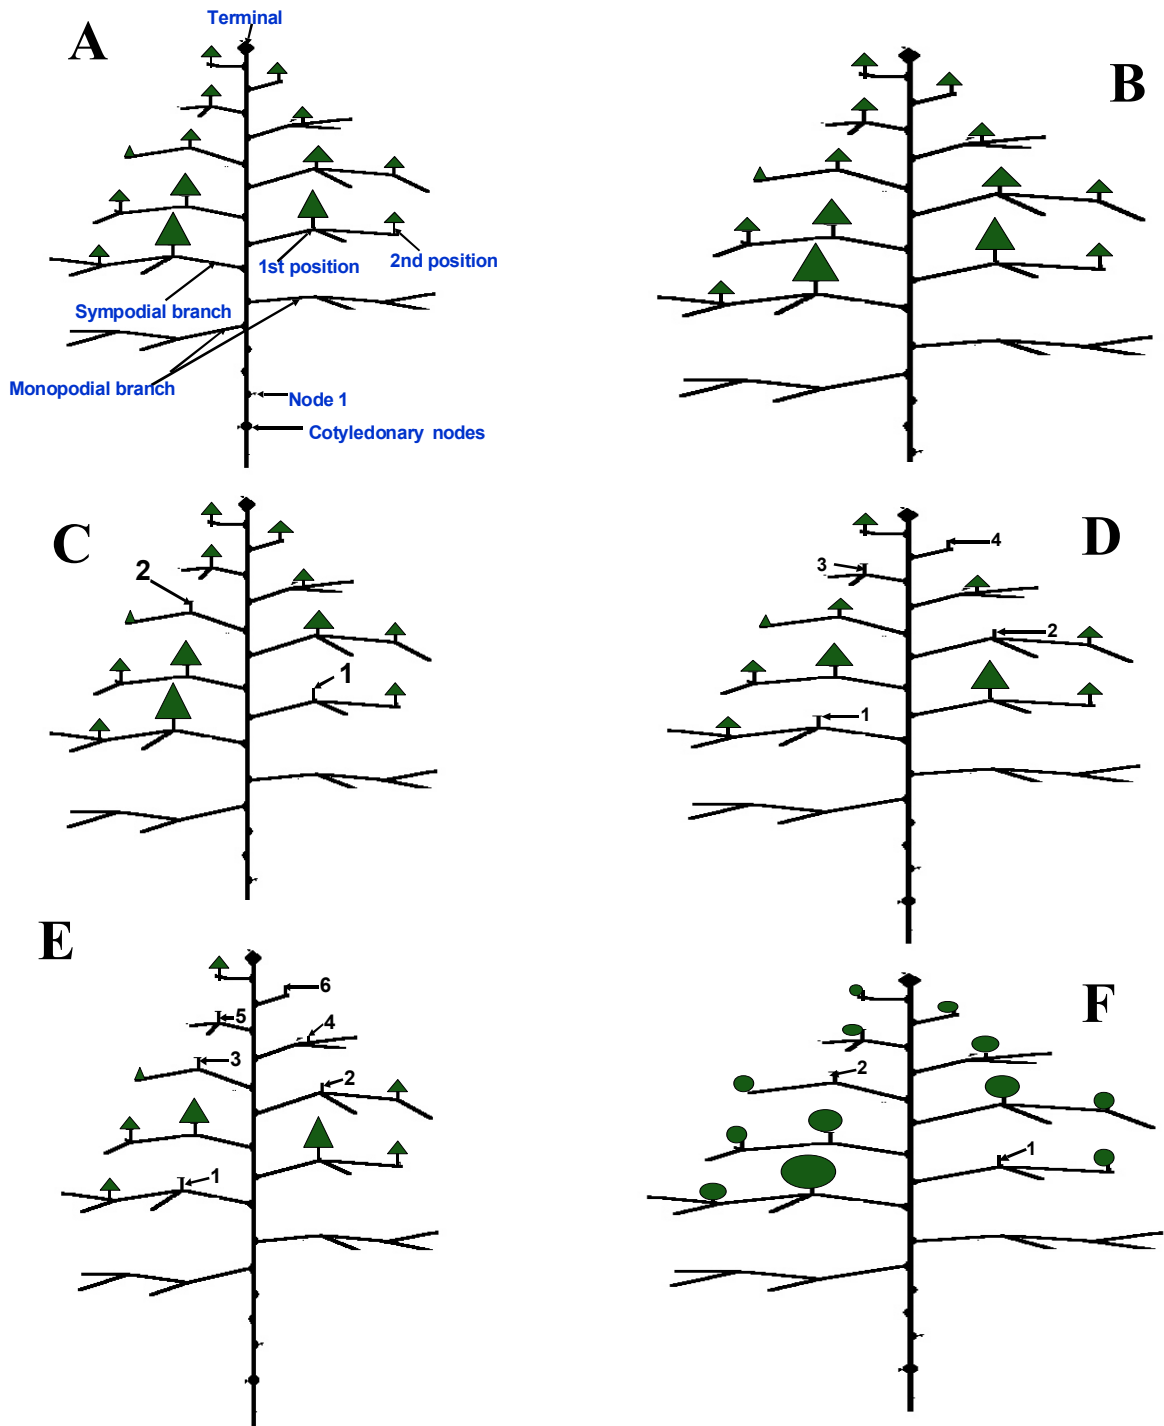 Terminal
A
B
1st position
2nd position
Sympodial branch
Monopodial branch
Node 1
Cotyledonary nodes
C
2
1
D
4
3
2
1
E
6
5
4
3
2
1
F
2
1